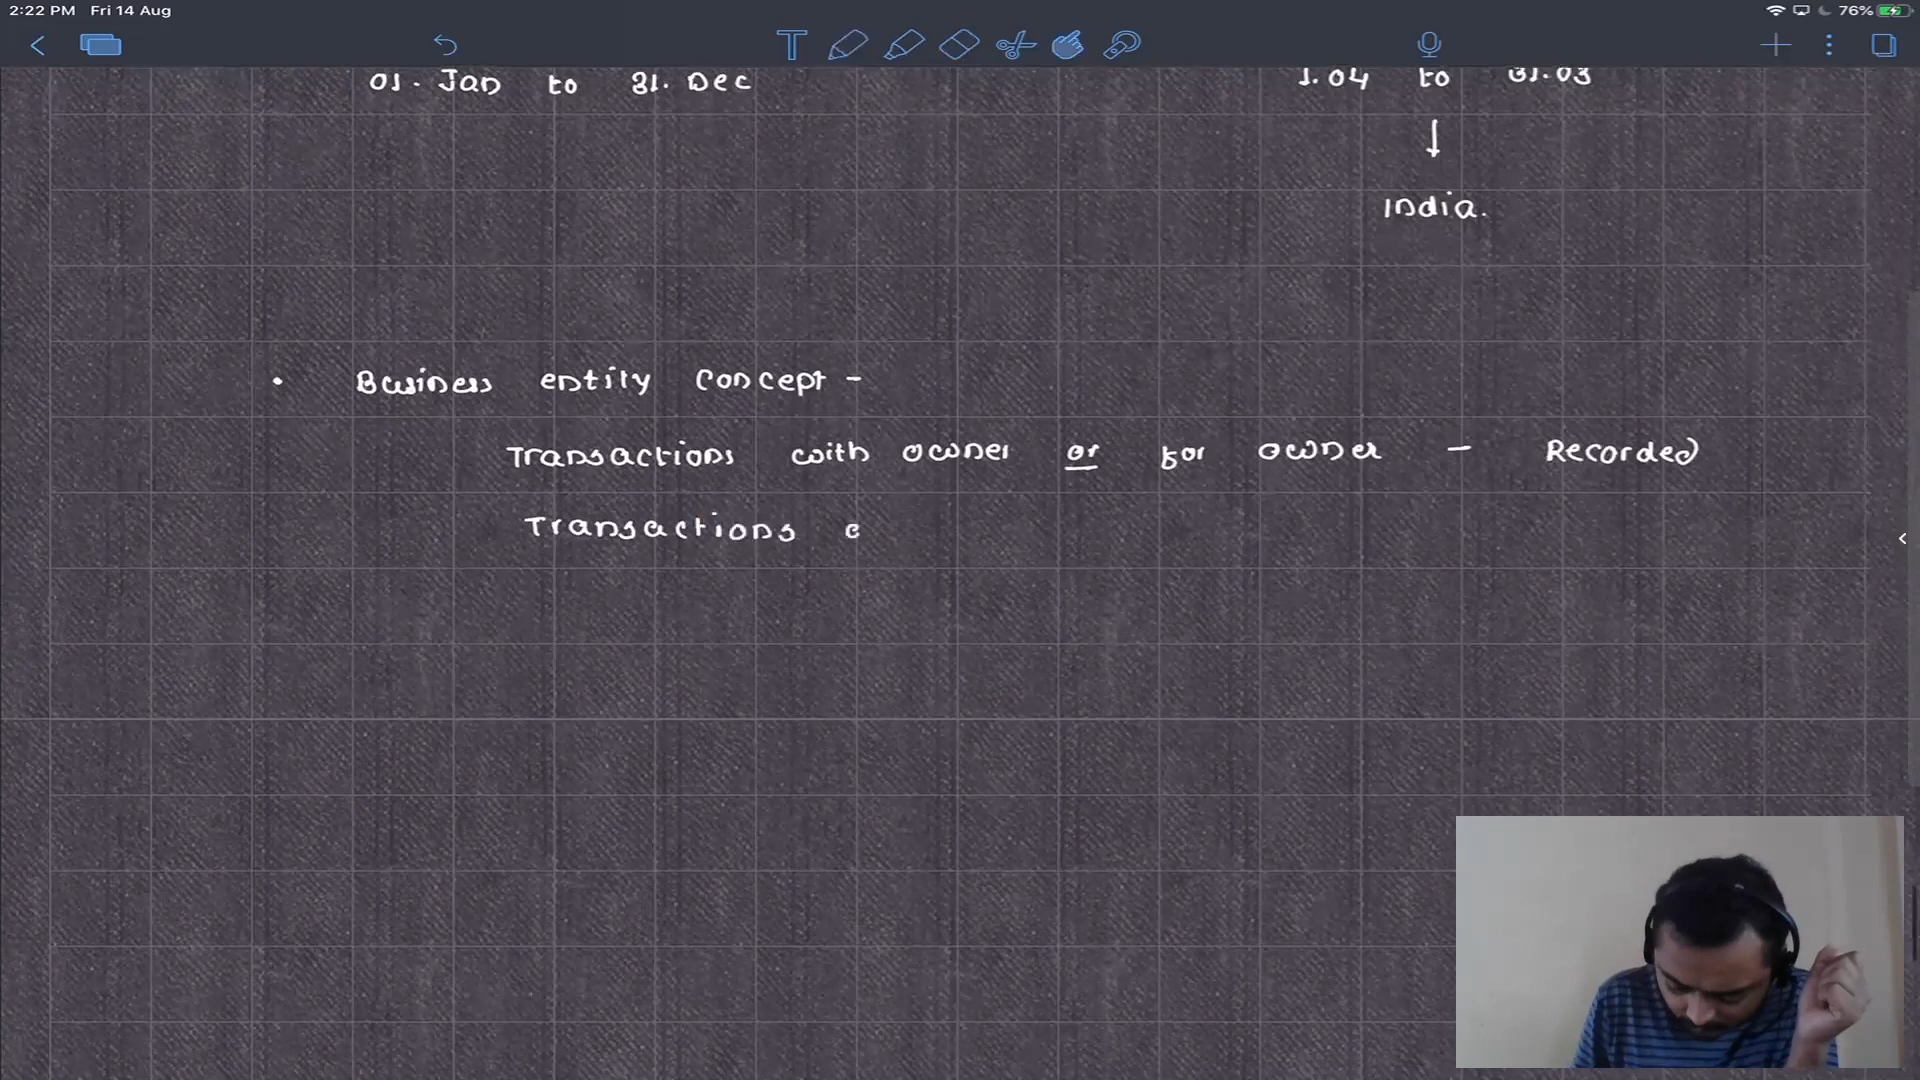 2:22 PM Fri 14 Aug 76%
T
01. Jan to 31. Dec 1.04 to 31.03
India.
• Business entity concept -
Transactions with owner or for owner - Recorded
Transactions